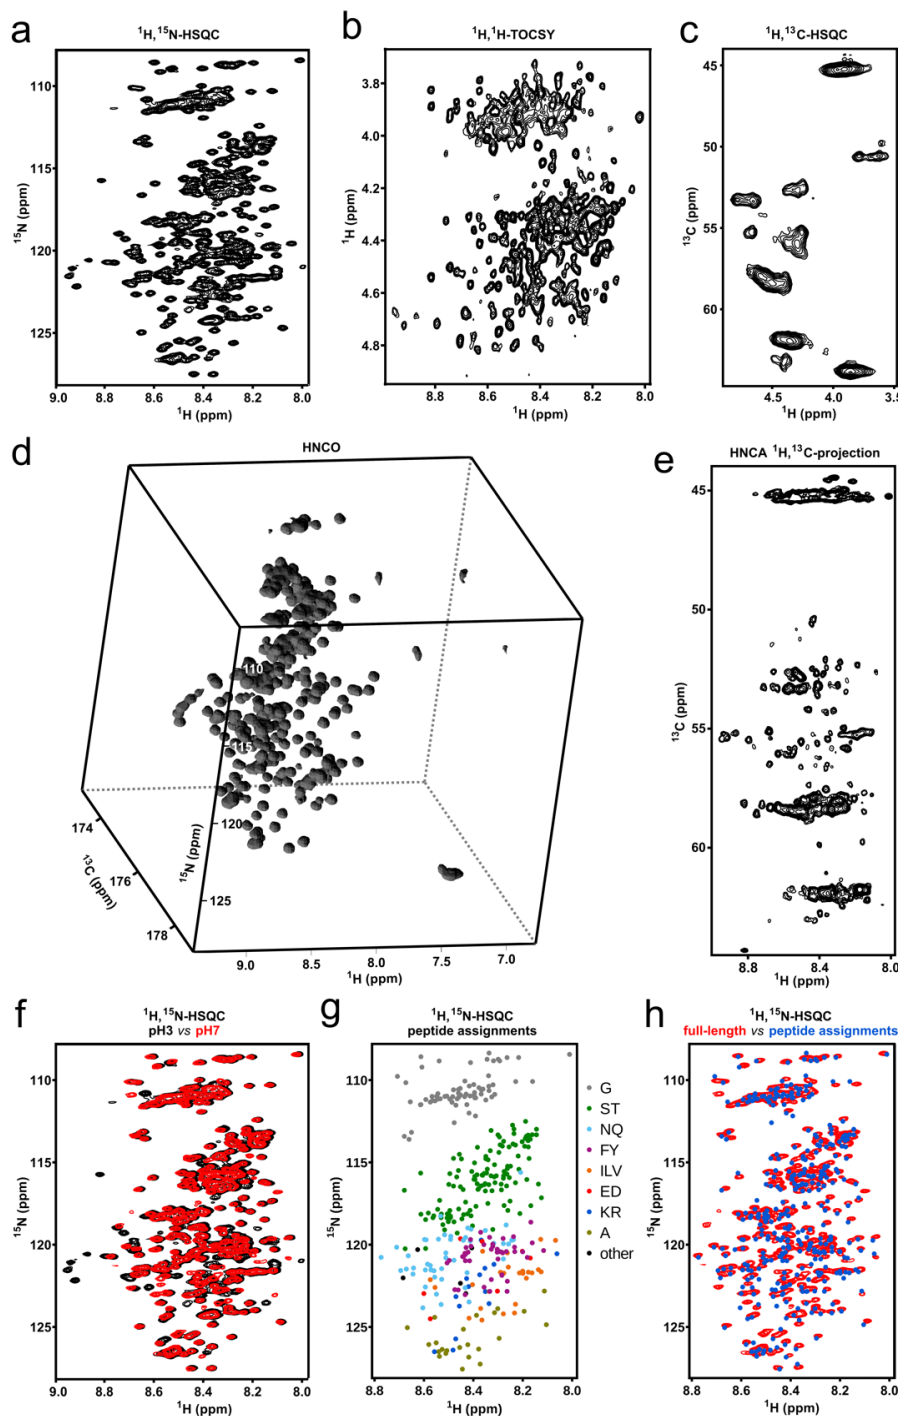 a
¹H,¹⁵N-HSQC
110
115
120
125
¹⁵N (ppm)
9.0 8.8 8.6 8.4 8.2 8.0
¹H (ppm)
b
¹H,¹H-TOCSY
3.8
4.0
4.2
4.4
4.6
4.8
¹H (ppm)
8.8 8.6 8.4 8.2 8.0
¹H (ppm)
c
¹H,¹³C-HSQC
45
50
55
60
¹³C (ppm)
4.5 4.0 3.5
¹H (ppm)
d
HNCO
110
115
120
125
¹⁵N (ppm)
174
176
178
¹³C (ppm)
9.0 8.5 8.0 7.5 7.0
¹H (ppm)
e
HNCA ¹H,¹³C-projection
45
50
55
60
¹³C (ppm)
8.8 8.4 8.0
¹H (ppm)
f
¹H,¹⁵N-HSQC
pH3 vs pH7
110
115
120
125
¹⁵N (ppm)
9.0 8.8 8.6 8.4 8.2 8.0
¹H (ppm)
g
¹H,¹⁵N-HSQC
peptide assignments
110
115
120
125
¹⁵N (ppm)
8.8 8.6 8.4 8.2 8.0
¹H (ppm)
G
ST
NQ
FY
ILV
ED
KR
A
other
h
¹H,¹⁵N-HSQC
full-length vs peptide assignments
110
115
120
125
¹⁵N (ppm)
8.8 8.6 8.4 8.2 8.0
¹H (ppm)